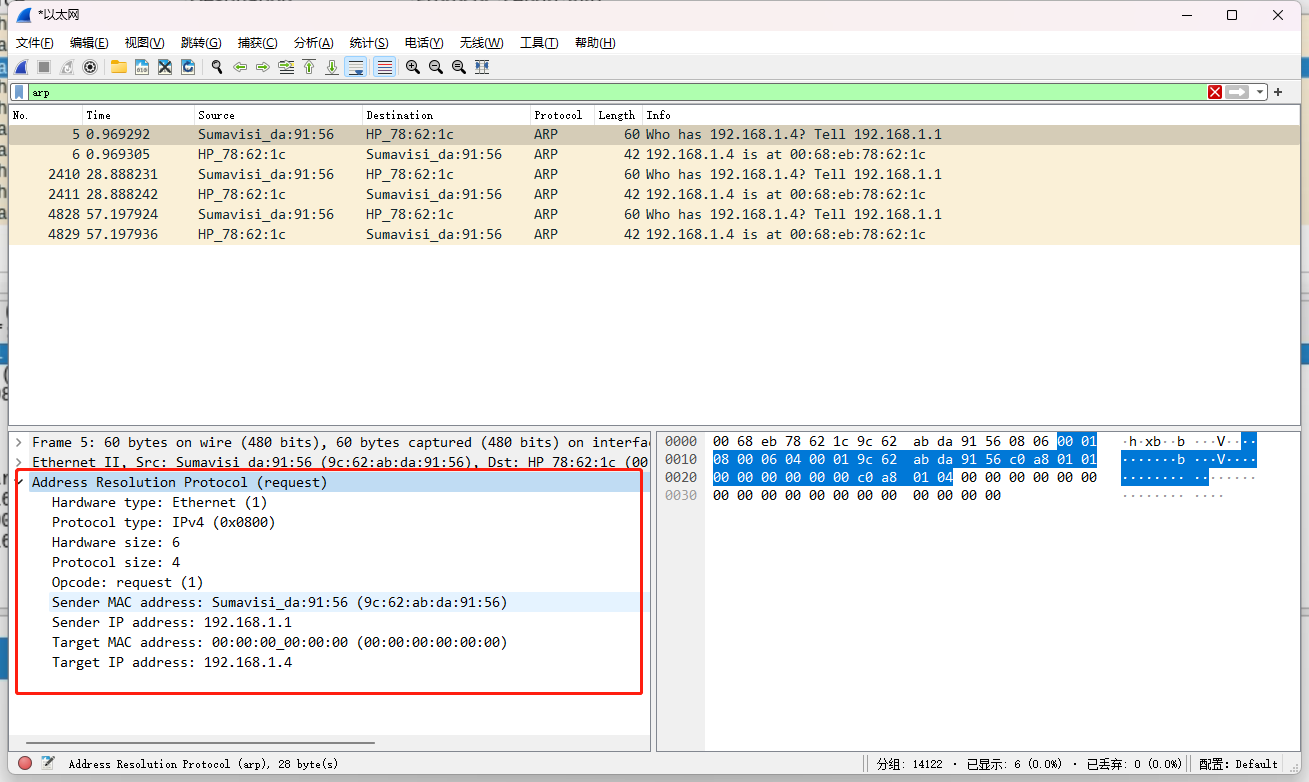 *以太网
文件(F) 编辑(E) 视图(V) 跳转(G) 捕获(C) 分析(A) 统计(S) 电话(Y) 无线(W) 工具(T) 帮助(H)
arp
No. Time Source Destination Protocol Length Info
5 0.969292 Sumavisi_da:91:56 HP_78:62:1c ARP 60 Who has 192.168.1.4? Tell 192.168.1.1
6 0.969305 HP_78:62:1c Sumavisi_da:91:56 ARP 42 192.168.1.4 is at 00:68:eb:78:62:1c
2410 28.888231 Sumavisi_da:91:56 HP_78:62:1c ARP 60 Who has 192.168.1.4? Tell 192.168.1.1
2411 28.888242 HP_78:62:1c Sumavisi_da:91:56 ARP 42 192.168.1.4 is at 00:68:eb:78:62:1c
4828 57.197924 Sumavisi_da:91:56 HP_78:62:1c ARP 60 Who has 192.168.1.4? Tell 192.168.1.1
4829 57.197936 HP_78:62:1c Sumavisi_da:91:56 ARP 42 192.168.1.4 is at 00:68:eb:78:62:1c
Frame 5: 60 bytes on wire (480 bits), 60 bytes captured (480 bits) on interfa
Ethernet II, Src: Sumavisi_da:91:56 (9c:62:ab:da:91:56), Dst: HP_78:62:1c (00
Address Resolution Protocol (request)
Hardware type: Ethernet (1)
Protocol type: IPv4 (0x0800)
Hardware size: 6
Protocol size: 4
Opcode: request (1)
Sender MAC address: Sumavisi_da:91:56 (9c:62:ab:da:91:56)
Sender IP address: 192.168.1.1
Target MAC address: 00:00:00_00:00:00 (00:00:00:00:00:00)
Target IP address: 192.168.1.4
0000 00 68 eb 78 62 1c 9c 62 ab da 91 56 08 06 00 01 ·h·xb··b ···V····
0010 08 00 06 04 00 01 9c 62 ab da 91 56 c0 a8 01 01 ·······b ···V····
0020 00 00 00 00 00 00 c0 a8 01 04 00 00 00 00 00 00 ········ ········
0030 00 00 00 00 00 00 00 00 00 00 00 00 ········ ····
Address Resolution Protocol (arp), 28 byte(s)
分组: 14122 · 已显示: 6 (0.0%) · 已丢弃: 0 (0.0%)
配置: Default